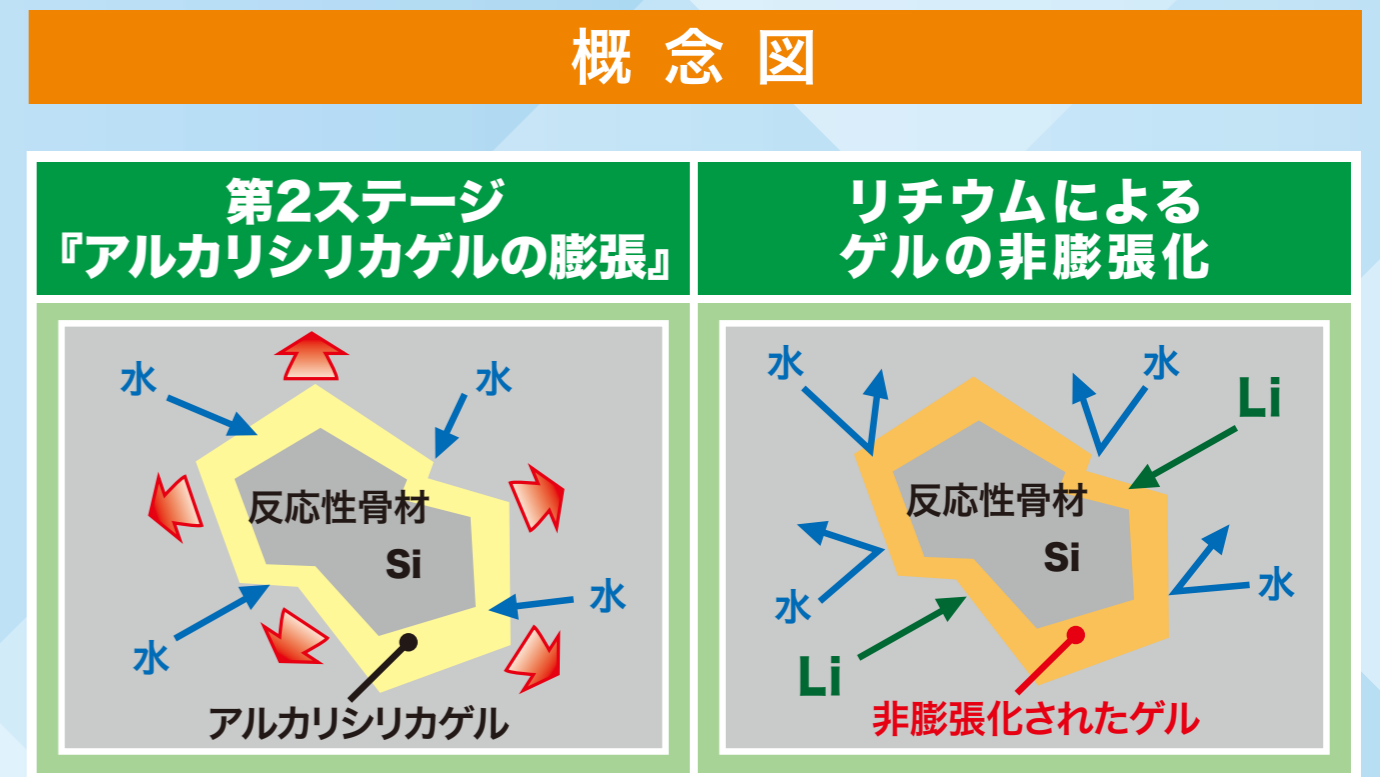 概念図
第2ステージ
『アルカリシリカゲルの膨張』
リチウムによる
ゲルの非膨張化
水
水
反応性骨材
Si
水
水
アルカリシリカゲル
水
水
Li
反応性骨材
Si
水
水
Li
非膨張化されたゲル